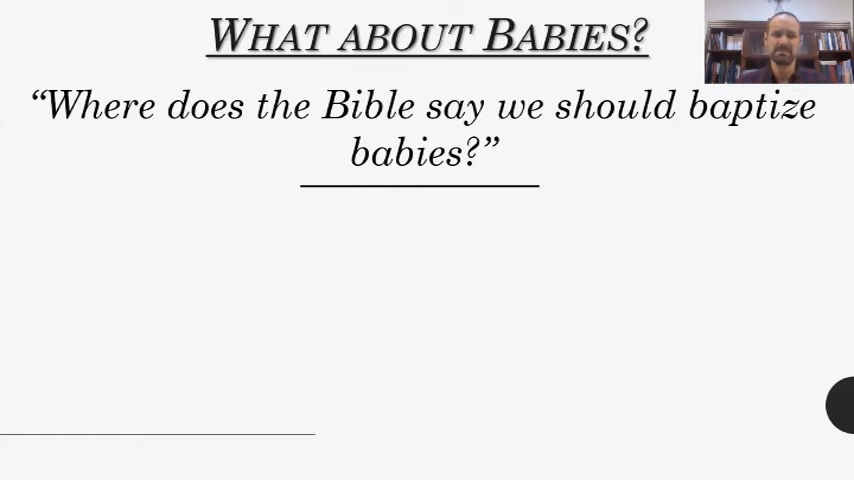 WHAT ABOUT BABIES?
“Where does the Bible say we should baptize
babies?”